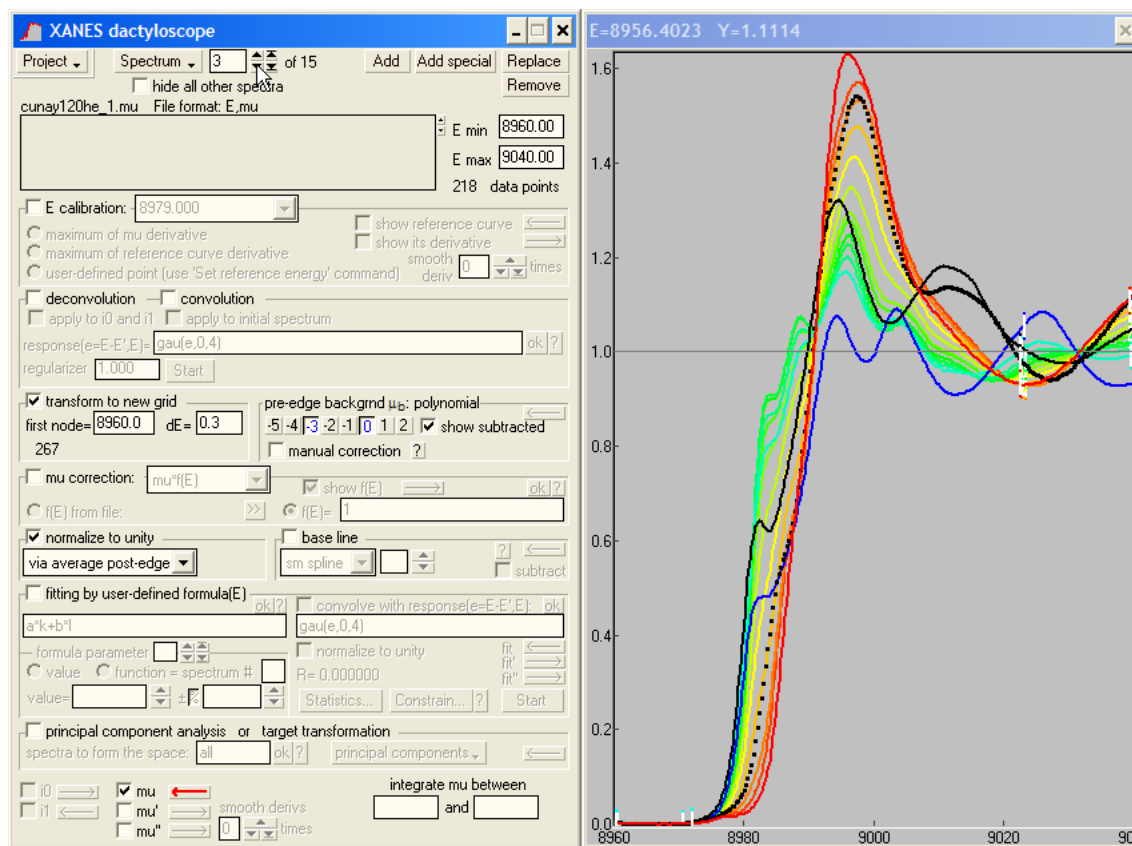 XANES dactyloscope
Project Spectrum 3 of 15 Add Add special Replace
hide all other spectra Remove
cunay120he_1.mu File format: E,mu
E min 8960.00
E max 9040.00
218 data points
E calibration: 8979.000
show reference curve
maximum of mu derivative
show its derivative
maximum of reference curve derivative
smooth deriv 0 times
user-defined point (use 'Set reference energy' command)
deconvolution convolution
apply to i0 and i1 apply to initial spectrum
response(e=E-E',E)= gau(e,0,4) ok ?
regularizer 1.000 Start
transform to new grid
first node= 8960.0 dE= 0.3
267
pre-edge backgrnd μb: polynomial
-5 -4 -3 -2 -1 0 1 2 show subtracted
manual correction ?
mu correction: mu*f(E) show f(E) ok ?
f(E) from file: >> f(E)= 1
normalize to unity
via average post-edge
base line
sm spline ?
subtract
fitting by user-defined formula(E)
ok ?
a*k+b*l
convolve with response(e=E-E',E): ok
gau(e,0,4)
formula parameter
value function = spectrum #
value= ±%
normalize to unity fit
R= 0.000000 fit'
fit''
Statistics... Constrain... ? Start
principal component analysis or target transformation
spectra to form the space: all ok ? principal components
i0 mu
i1 mu' smooth derivs
mu'' 0 times
integrate mu between
and
E=8956.4023 Y=1.1114
1.6
1.4
1.2
1.0
0.8
0.6
0.4
0.2
0.0
8960 8980 9000 9020 90